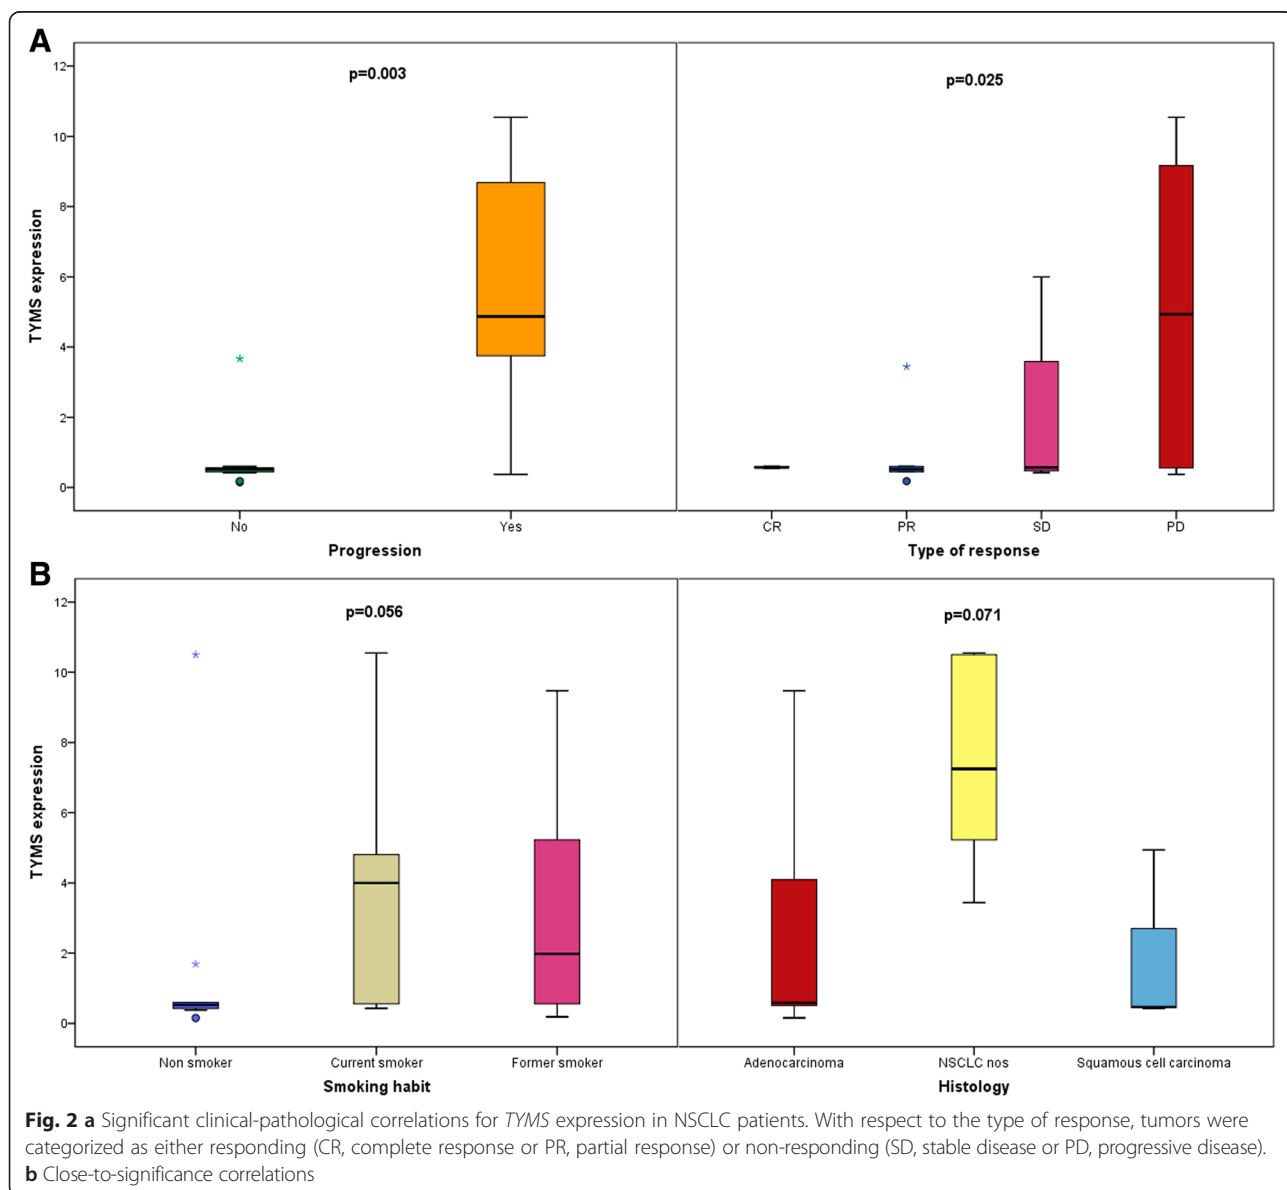 A
p=0.003
p=0.025
12
10
8
6
4
2
0
TYMS expression
No
Yes
CR
PR
SD
PD
Progression
Type of response
B
p=0.056
p=0.071
12
10
8
6
4
2
0
TYMS expression
Non smoker
Current smoker
Former smoker
Adenocarcinoma
NSCLC nos
Squamous cell carcinoma
Smoking habit
Histology
Fig. 2 a Significant clinical-pathological correlations for TYMS expression in NSCLC patients. With respect to the type of response, tumors were
categorized as either responding (CR, complete response or PR, partial response) or non-responding (SD, stable disease or PD, progressive disease).
b Close-to-significance correlations